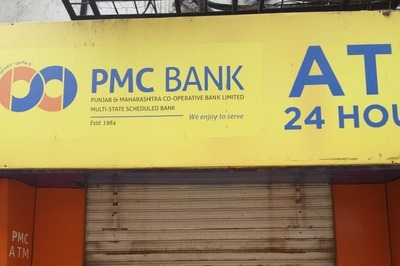 PMC BANK
PUNJAB & MAHARASHTRA CO-OPERATIVE BANK LIMITED
MULTI-STATE SCHEDULED BANK
Estd: 1984
We enjoy to serve
AT
24 HOU
PMC
ATM